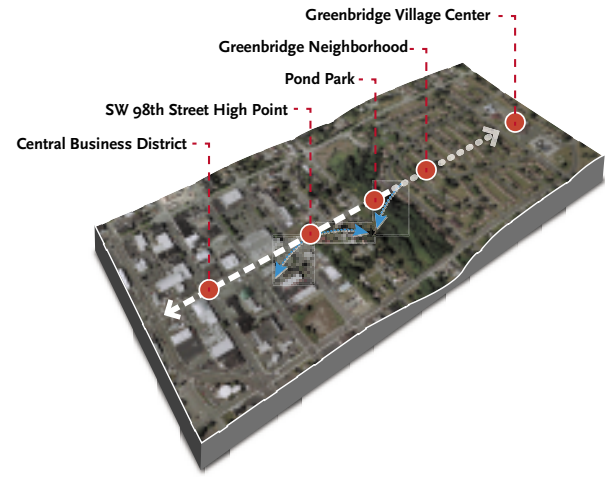 Greenbridge Village Center
Greenbridge Neighborhood
Pond Park
SW 98th Street High Point
Central Business District